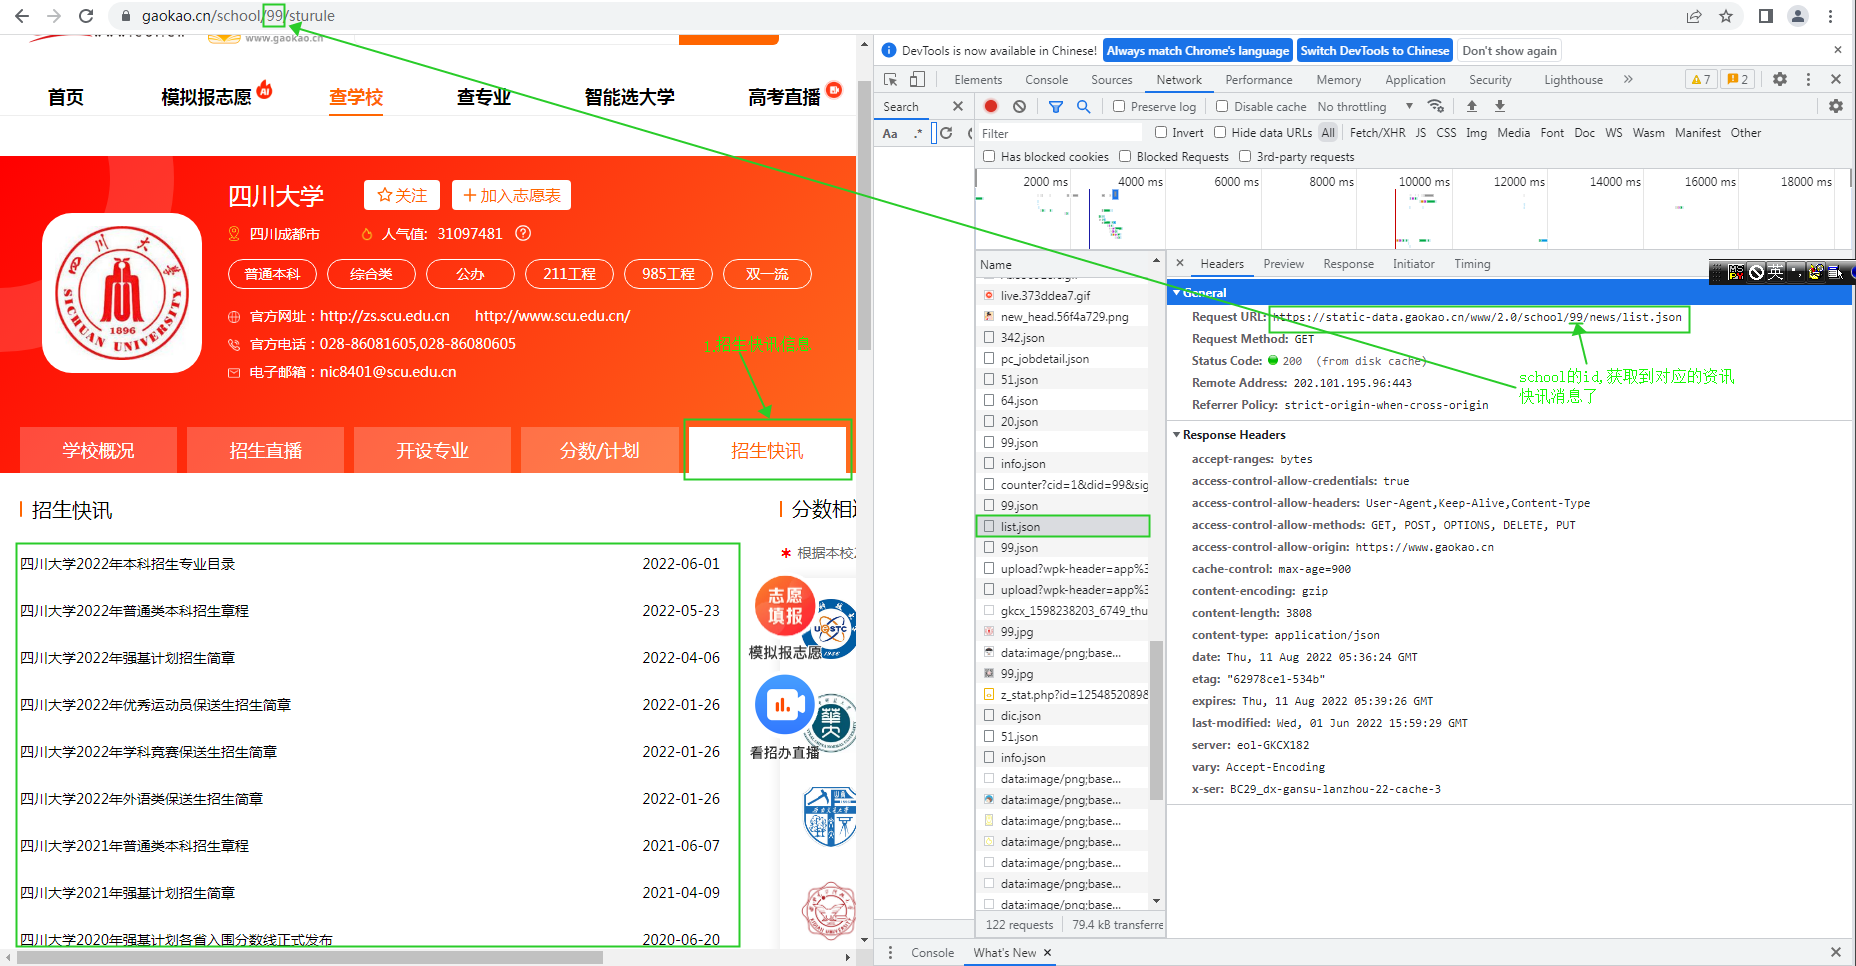 gaokao.cn/school/99/sturule
www.gaokao.cn
首页
模拟报志愿
查学校
查专业
智能选大学
高考直播
四川大学
关注
加入志愿表
四川成都市
人气值: 31097481
普通本科
综合类
公办
211工程
985工程
双一流
官方网址：http://zs.scu.edu.cn http://www.scu.edu.cn/
官方电话：028-86081605,028-86080605
电子邮箱：nic8401@scu.edu.cn
SICHUAN UNIVERSITY
1896
1,招生快讯信息
学校概况
招生直播
开设专业
分数/计划
招生快讯
招生快讯
四川大学2022年本科招生专业目录 2022-06-01
四川大学2022年普通类本科招生章程 2022-05-23
四川大学2022年强基计划招生简章 2022-04-06
四川大学2022年优秀运动员保送生招生简章 2022-01-26
四川大学2022年学科竞赛保送生招生简章 2022-01-26
四川大学2022年外语类保送生招生简章 2022-01-26
四川大学2021年普通类本科招生章程 2021-06-07
四川大学2021年强基计划招生简章 2021-04-09
四川大学2020年强基计划各省入围分数线正式发布 2020-06-20
分数相
* 根据本校
志愿
填报
模拟报志愿
看招办直播
DevTools is now available in Chinese!
Always match Chrome's language
Switch DevTools to Chinese
Don't show again
Elements Console Sources Network Performance Memory Application Security Lighthouse
7
2
Search
Aa .*
Preserve log
Disable cache
No throttling
Filter
Invert
Hide data URLs
All Fetch/XHR JS CSS Img Media Font Doc WS Wasm Manifest Other
Has blocked cookies
Blocked Requests
3rd-party requests
2000 ms 4000 ms 6000 ms 8000 ms 10000 ms 12000 ms 14000 ms 16000 ms 18000 ms
Name
live.373ddea7.gif
new_head.56f4a729.png
342.json
pc_jobdetail.json
51.json
64.json
20.json
99.json
info.json
counter?cid=1&did=99&sig
99.json
list.json
99.json
upload?wpk-header=app%3
upload?wpk-header=app%3
gkcx_1598238203_6749_thu
99.jpg
data:image/png;base...
99.jpg
z_stat.php?id=1254852089&
dic.json
51.json
info.json
data:image/png;base...
data:image/png;base...
data:image/png;base...
data:image/png;base...
data:image/png;base...
data:image/png;base...
data:image/png;base...
122 requests
79.4 kB transferre
Headers Preview Response Initiator Timing
General
Request URL: https://static-data.gaokao.cn/www/2.0/school/99/news/list.json
Request Method: GET
Status Code: 200 (from disk cache)
Remote Address: 202.101.195.96:443
Referrer Policy: strict-origin-when-cross-origin
school的id,获取到对应的资讯
快讯消息了
Response Headers
accept-ranges: bytes
access-control-allow-credentials: true
access-control-allow-headers: User-Agent,Keep-Alive,Content-Type
access-control-allow-methods: GET, POST, OPTIONS, DELETE, PUT
access-control-allow-origin: https://www.gaokao.cn
cache-control: max-age=900
content-encoding: gzip
content-length: 3808
content-type: application/json
date: Thu, 11 Aug 2022 05:36:24 GMT
etag: "62978ce1-534b"
expires: Thu, 11 Aug 2022 05:39:26 GMT
last-modified: Wed, 01 Jun 2022 15:59:29 GMT
server: eol-GKCX182
vary: Accept-Encoding
x-ser: BC29_dx-gansu-lanzhou-22-cache-3
英
Console
What's New